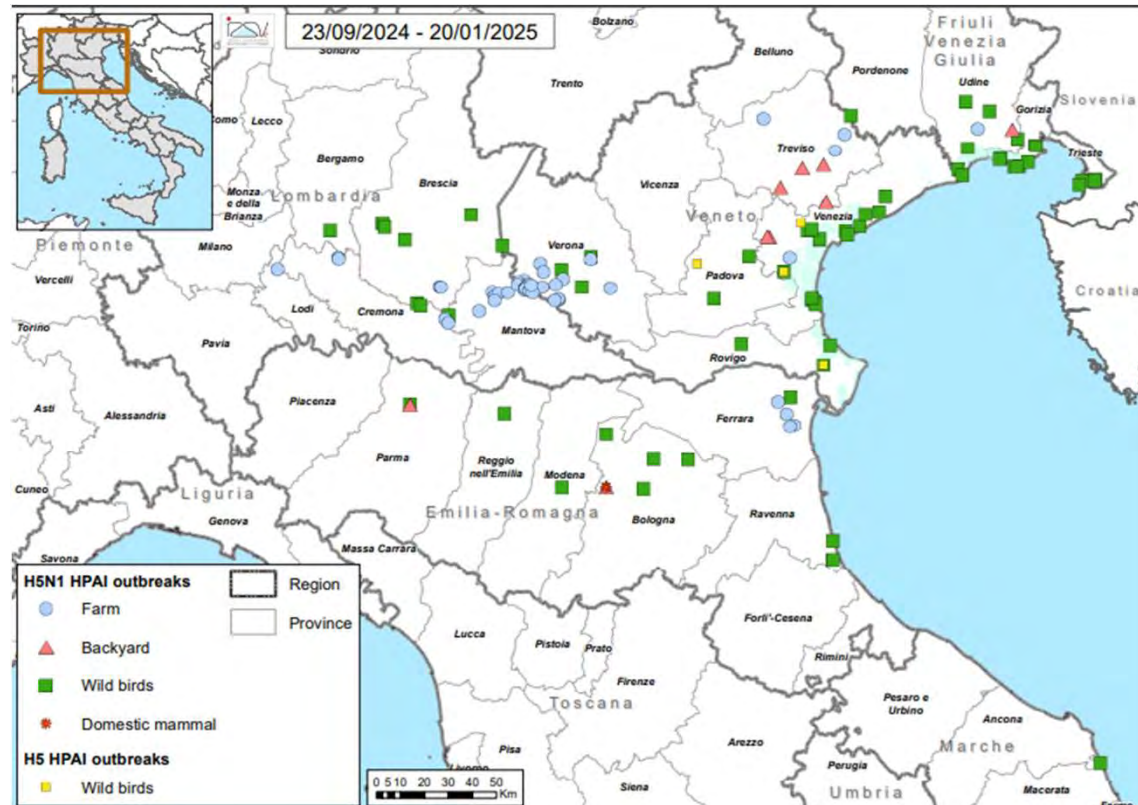 23/09/2024 - 20/01/2025
Bolzano
Friuli
Venezia
Giulia
Sondrio
Belluno
Pordenone
Udine
Trento
Gorizia
Slovenia
Lecco
Bergamo
Treviso
Trieste
Brescia
Vicenza
Monza
e della
Brianza
Lombardia
Veneto
Venezia
Piemonte
Milano
Verona
Vercelli
Padova
Croatia
Lodi
Cremona
Mantova
Torino
Pavia
Rovigo
Piacenza
Asti
Alessandria
Ferrara
Parma
Reggio
nell'Emilia
Modena
Cuneo
Liguria
Emilia-Romagna
Bologna
Ravenna
Genova
Massa Carrara
Savona
H5N1 HPAI outbreaks
Region
Farm
Province
Backyard
Wild birds
Domestic mammal
H5 HPAI outbreaks
Wild birds
Lucca
Pistoia
Prato
Forli'-Cesena
Rimini
Firenze
Toscana
Pesaro e
Urbino
Ancona
Arezzo
Marche
Pisa
Perugia
Siena
Umbria
Macerata
0 5 10 20 30 40 50
Km